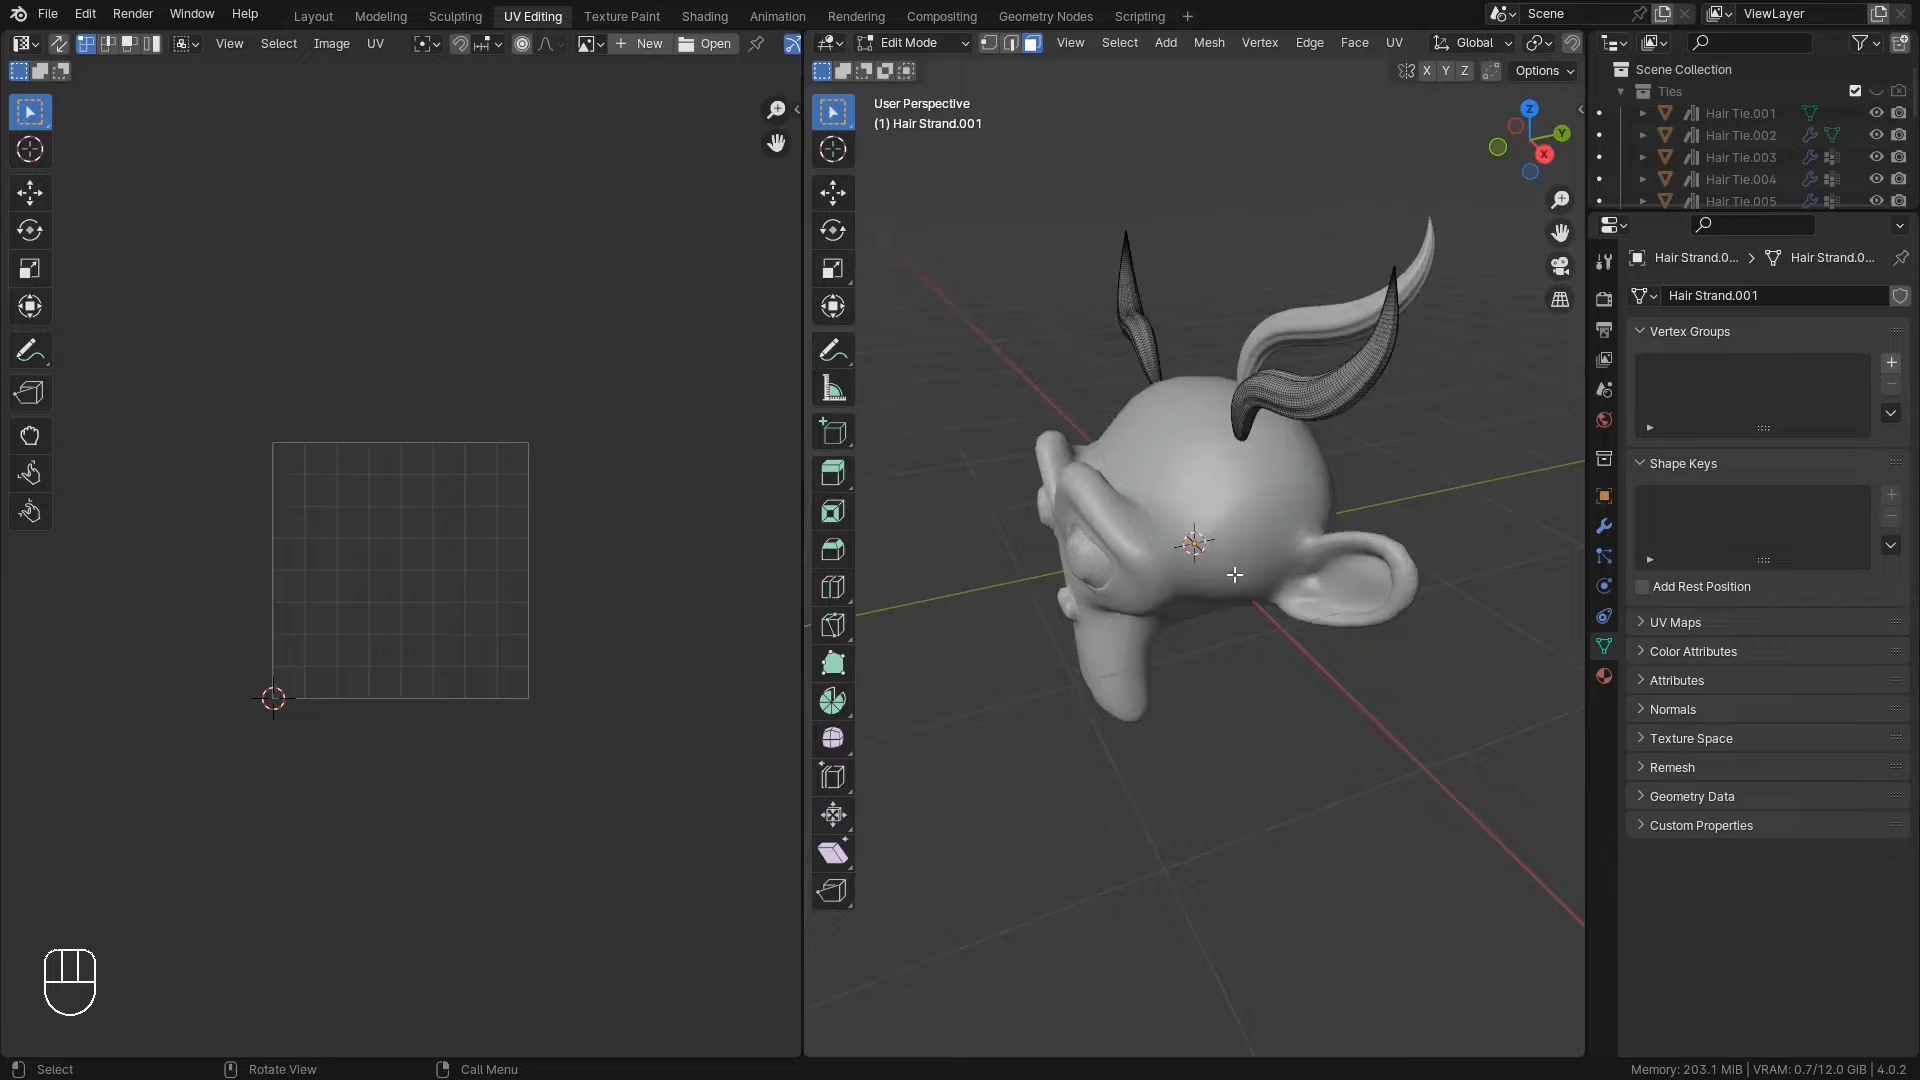 File Edit Render Window Help Layout Modeling Sculpting UV Editing Texture Paint Shading Animation Rendering Compositing Geometry Nodes Scripting Scene ViewLayer
View Select Image UV New Open Edit Mode View Select Add Mesh Vertex Edge Face UV Global
X Y Z Options
Scene Collection
Ties
User Perspective
(1) Hair Strand.001
Z
Y
X
Hair Tie.001
Hair Tie.002
Hair Tie.003
Hair Tie.004
Hair Tie.005
Hair Strand.0... Hair Strand.0...
Hair Strand.001
Vertex Groups
Shape Keys
Add Rest Position
UV Maps
Color Attributes
Attributes
Normals
Texture Space
Remesh
Geometry Data
Custom Properties
Select Rotate View Call Menu Memory: 203.1 MiB | VRAM: 0.7/12.0 GiB | 4.0.2